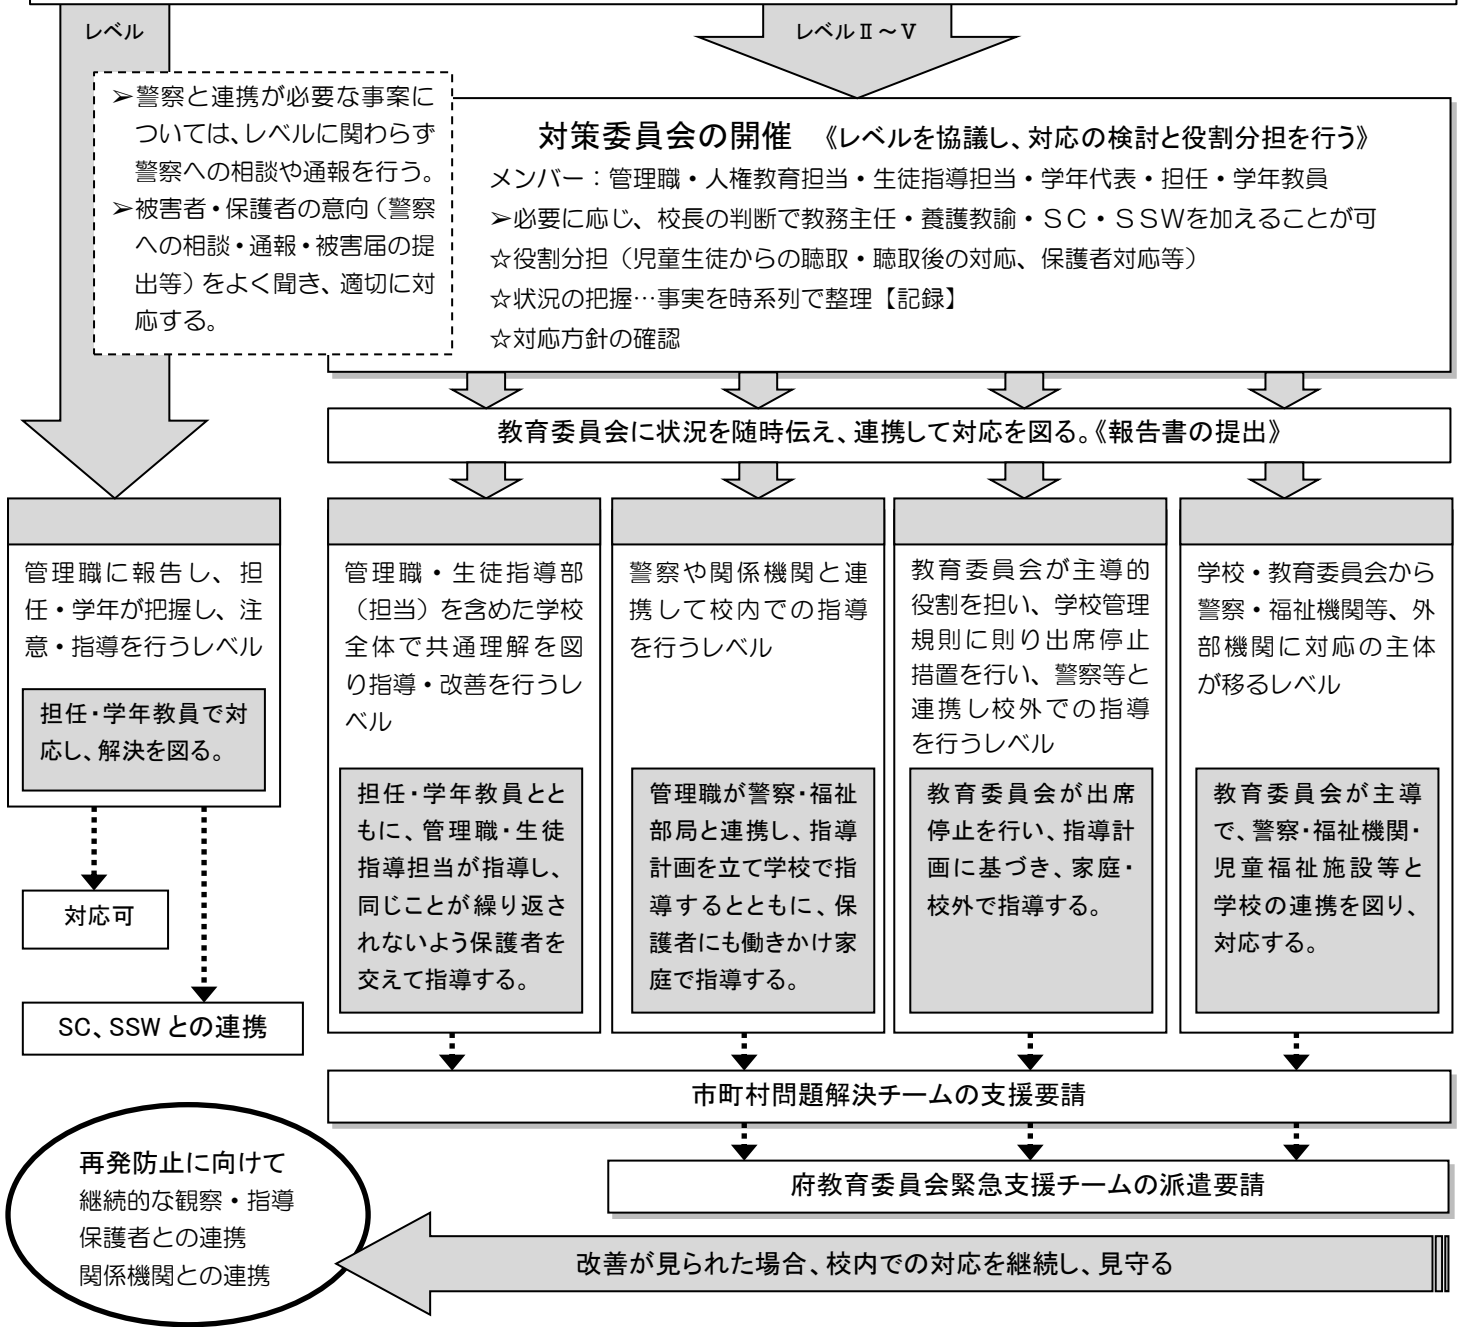 レベル
レベルⅡ～Ⅴ
➢警察と連携が必要な事案に
ついては、レベルに関わらず
警察への相談や通報を行う。
➢被害者・保護者の意向（警察
への相談・通報・被害届の提
出等）をよく聞き、適切に対
応する。
対策委員会の開催 《レベルを協議し、対応の検討と役割分担を行う》
メンバー：管理職・人権教育担当・生徒指導担当・学年代表・担任・学年教員
➢必要に応じ、校長の判断で教務主任・養護教諭・ＳＣ・ＳＳＷを加えることが可
☆役割分担（児童生徒からの聴取・聴取後の対応、保護者対応等）
☆状況の把握…事実を時系列で整理【記録】
☆対応方針の確認
教育委員会に状況を随時伝え、連携して対応を図る。《報告書の提出》
管理職に報告し、担
任・学年が把握し、注
意・指導を行うレベル
担任・学年教員で対
応し、解決を図る。
対応可
SC、SSWとの連携
管理職・生徒指導部
（担当）を含めた学校
全体で共通理解を図
り指導・改善を行うレ
ベル
担任・学年教員とと
もに、管理職・生徒
指導担当が指導し、
同じことが繰り返さ
れないよう保護者を
交えて指導する。
警察や関係機関と連
携して校内での指導
を行うレベル
管理職が警察・福祉
部局と連携し、指導
計画を立て学校で指
導するとともに、保
護者にも働きかけ家
庭で指導する。
教育委員会が主導的
役割を担い、学校管理
規則に則り出席停止
措置を行い、警察等と
連携し校外での指導
を行うレベル
教育委員会が出席
停止を行い、指導計
画に基づき、家庭・
校外で指導する。
学校・教育委員会から
警察・福祉機関等、外
部機関に対応の主体
が移るレベル
教育委員会が主導
で、警察・福祉機関・
児童福祉施設等と
学校の連携を図り、
対応する。
市町村問題解決チームの支援要請
府教育委員会緊急支援チームの派遣要請
再発防止に向けて
継続的な観察・指導
保護者との連携
関係機関との連携
改善が見られた場合、校内での対応を継続し、見守る